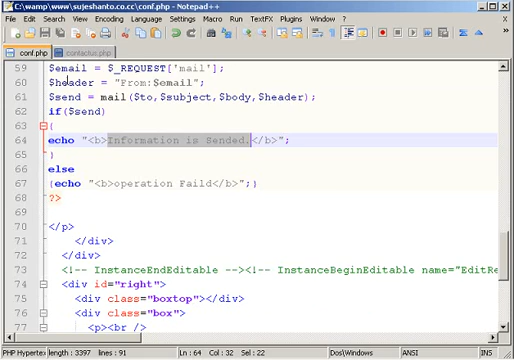 C:\wamp\www\sujeshanto.co.cc\conf.php - Notepad++
File Edit Search View Encoding Language Settings Macro Run TextFX Plugins Window ? X
conf.php contactus.php
59 $email = $_REQUEST['mail'];
60 $header = "From:$email";
61 $send = mail($to,$subject,$body,$header);
62 if($send)
63 {
64 echo "<b>Information is Sended.</b>";
65 }
66 else
67 {echo "<b>operation Faild</b>";}
68 ?>
69
70 </p>
71 </div>
72 </div>
73 <!-- InstanceEndEditable --><!-- InstanceBeginEditable name="EditRe
74 <div id="right">
75 <div class="boxtop"></div>
76 <div class="box">
77 <p><br />
PHP Hypertex length : 3397 lines : 91 Ln : 64 Col : 32 Sel : 22 Dos\Windows ANSI INS